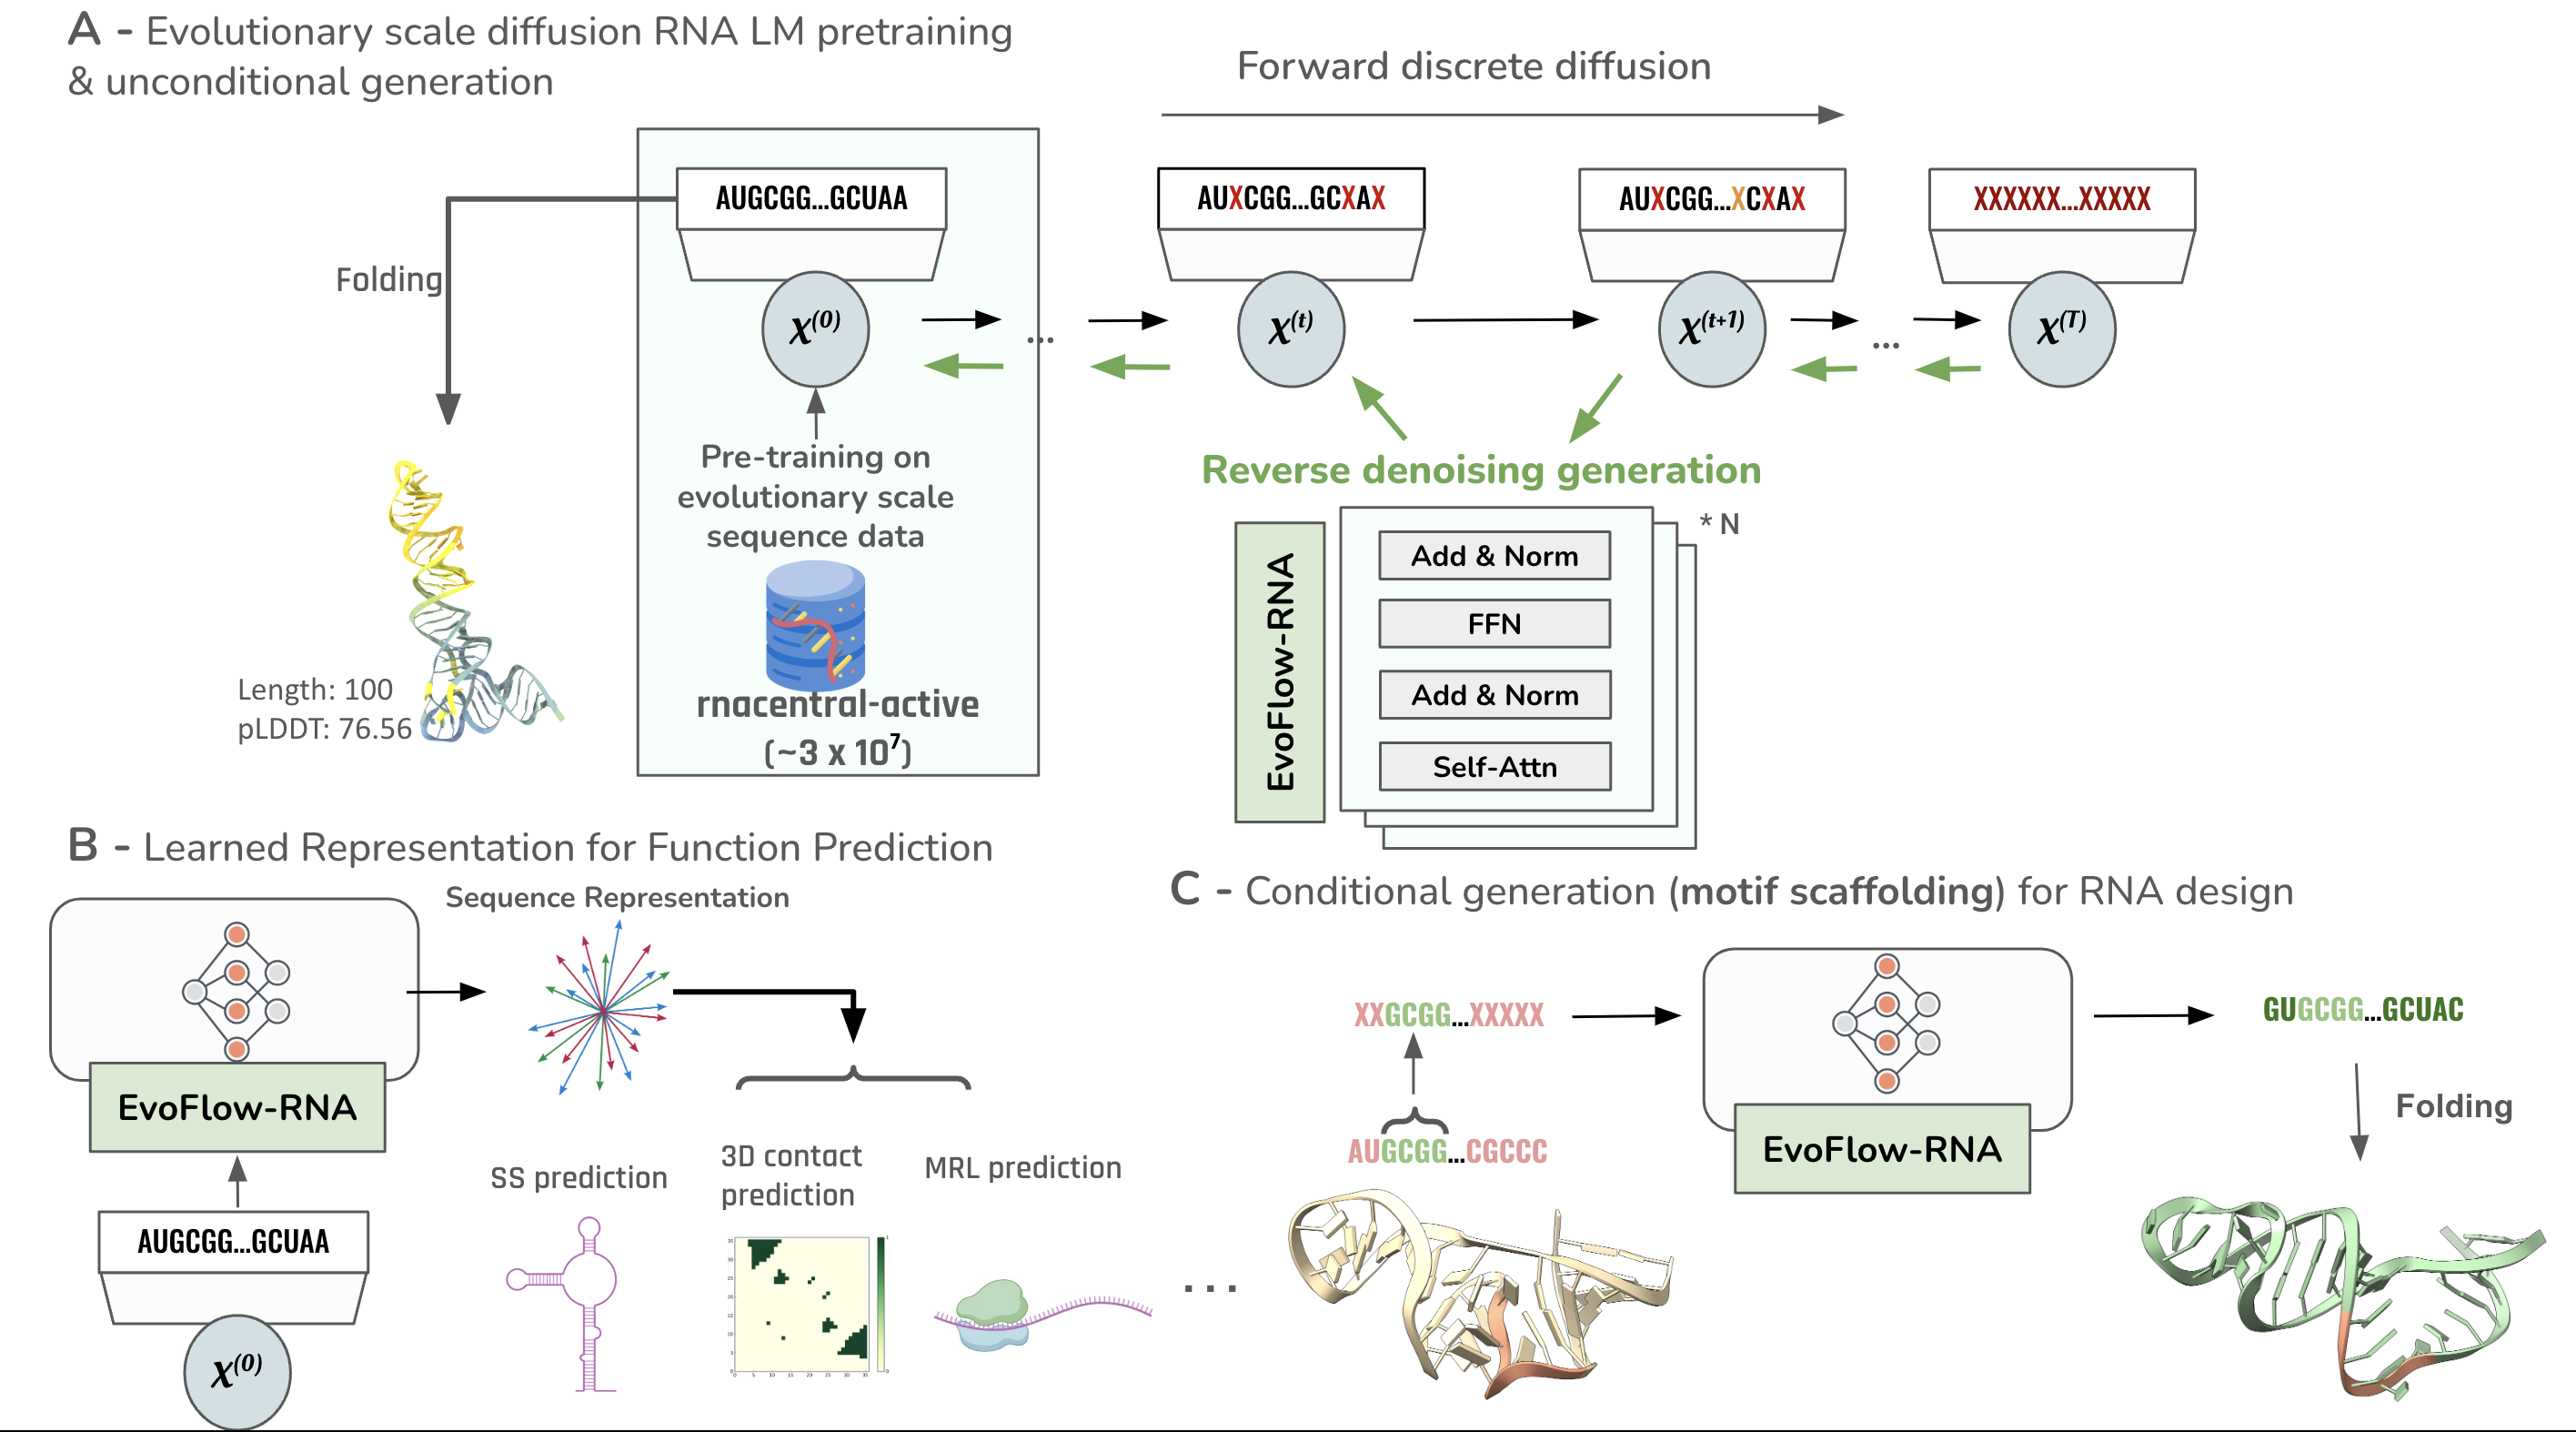 A - Evolutionary scale diffusion RNA LM pretraining
& unconditional generation
Forward discrete diffusion
AUGCGG...GCUAA
AUXCGG...GCXAX
AUXCGG...XCXAX
XXXXXX...XXXXX
Folding
x(0)
...
x(t)
x(t+1)
...
x(T)
Pre-training on
evolutionary scale
sequence data
Reverse denoising generation
rnacentral-active
(~3 x 10⁷)
Length: 100
pLDDT: 76.56
EvoFlow-RNA
* N
Add & Norm
FFN
Add & Norm
Self-Attn
B - Learned Representation for Function Prediction
Sequence Representation
EvoFlow-RNA
AUGCGG...GCUAA
x(0)
SS prediction
3D contact
prediction
MRL prediction
...
C - Conditional generation (motif scaffolding) for RNA design
XXGCGG...XXXXX
AUGCGG...CGCCC
EvoFlow-RNA
GUGCGG...GCUAC
Folding